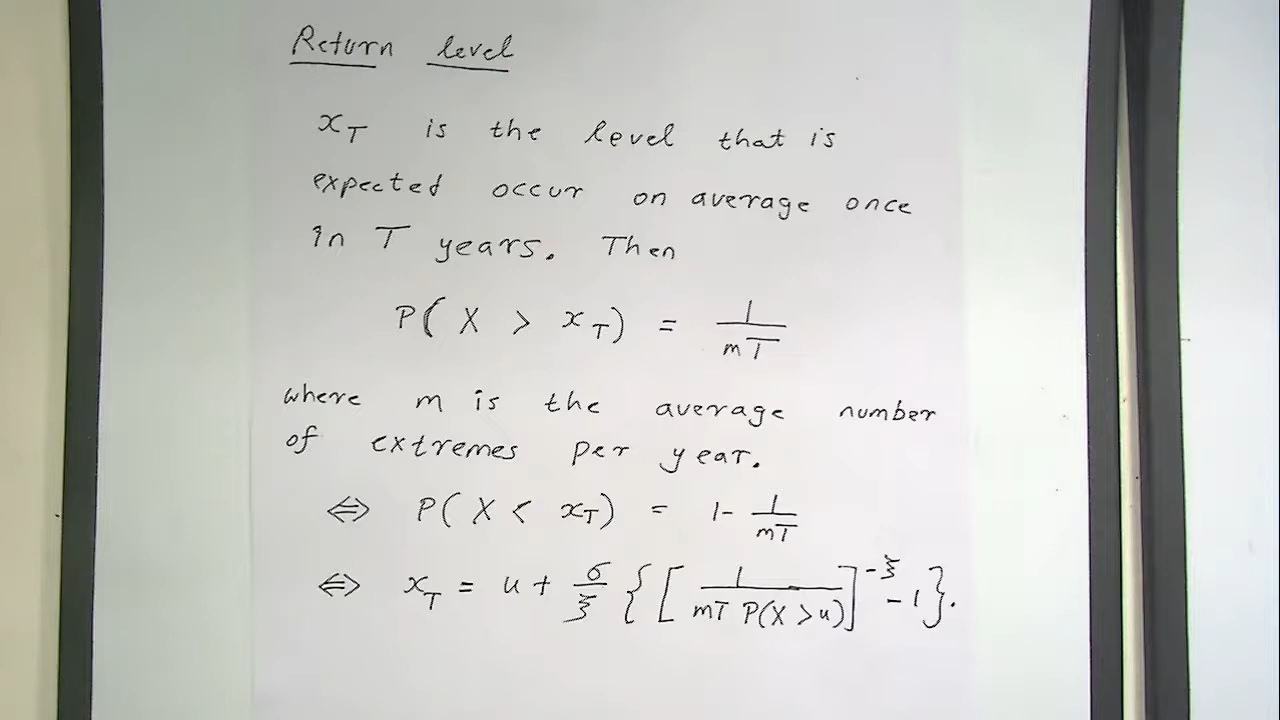 Return level
x_T is the level that is
expected occur on average once
in T years. Then
P( X > x_T) = 1/mT
where m is the average number
of extremes per year.
⇔ P( X < x_T) = 1- 1/mT
⇔ x_T = u + σ/ξ { [ 1/(mT P(X>u)) ]^{-ξ} - 1 }.